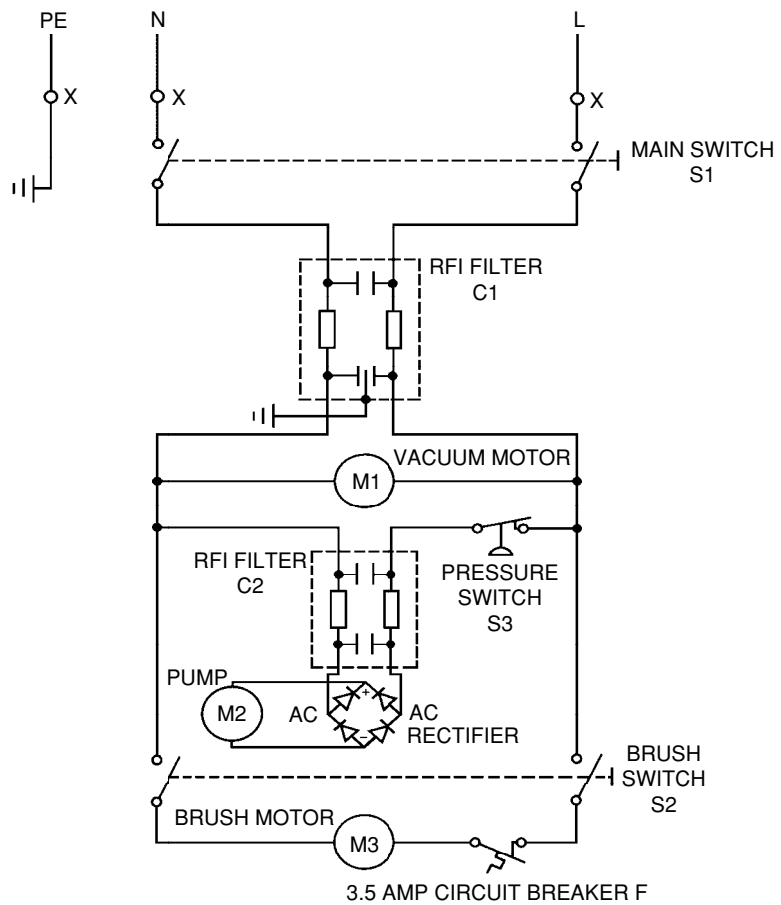 PE
N
L
X
X
X
MAIN SWITCH
S1
RFI FILTER
C1
VACUUM MOTOR
M1
RFI FILTER
C2
PRESSURE
SWITCH
S3
PUMP
M2
AC
+
−
AC
RECTIFIER
BRUSH
SWITCH
S2
BRUSH MOTOR
M3
3.5 AMP CIRCUIT BREAKER F